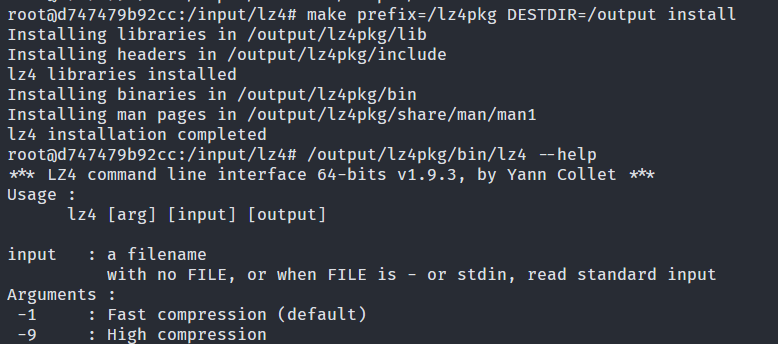 root@d747479b92cc:/input/lz4# make prefix=/lz4pkg DESTDIR=/output install
Installing libraries in /output/lz4pkg/lib
Installing headers in /output/lz4pkg/include
lz4 libraries installed
Installing binaries in /output/lz4pkg/bin
Installing man pages in /output/lz4pkg/share/man/man1
lz4 installation completed
root@d747479b92cc:/input/lz4# /output/lz4pkg/bin/lz4 --help
*** LZ4 command line interface 64-bits v1.9.3, by Yann Collet ***
Usage :
      lz4 [arg] [input] [output]

input   : a filename
          with no FILE, or when FILE is - or stdin, read standard input
Arguments :
 -1     : Fast compression (default)
 -9     : High compression